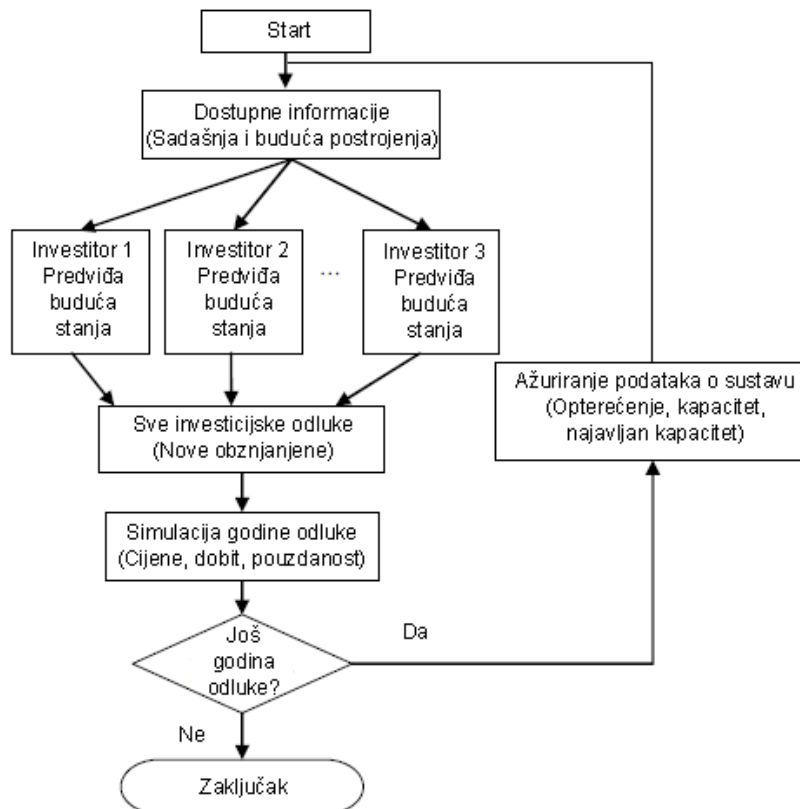 Start
Dostupne informacije
(Sadašnja i buduća postrojenja)
Investitor 1
Predviđa
buduća
stanja
Investitor 2
Predviđa
buduća
stanja
...
Investitor 3
Predviđa
buduća
stanja
Ažuriranje podataka o sustavu
(Opterećenje, kapacitet,
najavljan kapacitet)
Sve investicijske odluke
(Nove obznjanjene)
Simulacija godine odluke
(Cijene, dobit, pouzdanost)
Još
godina
odluke?
Da
Ne
Zaključak